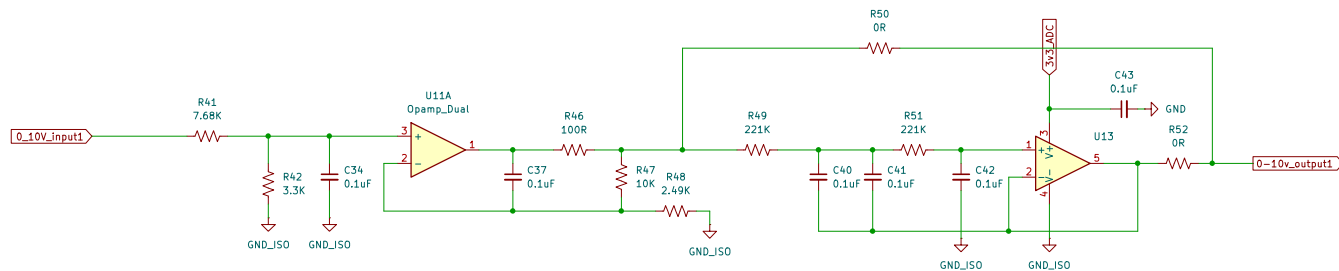 R50
0R
3v3_ADC
C43
0.1uF
GND
U11A
Opamp_Dual
R41
7.68K
0_10V_input1
3
+
2
-
1
R46
100R
R49
221K
R51
221K
1
+
2
-
3
V+
V-
4
5
U13
R52
0R
0-10v_output1
R42
3.3K
C34
0.1uF
C37
0.1uF
R47
10K
R48
2.49K
C40
0.1uF
C41
0.1uF
C42
0.1uF
GND_ISO
GND_ISO
GND_ISO
GND_ISO
GND_ISO